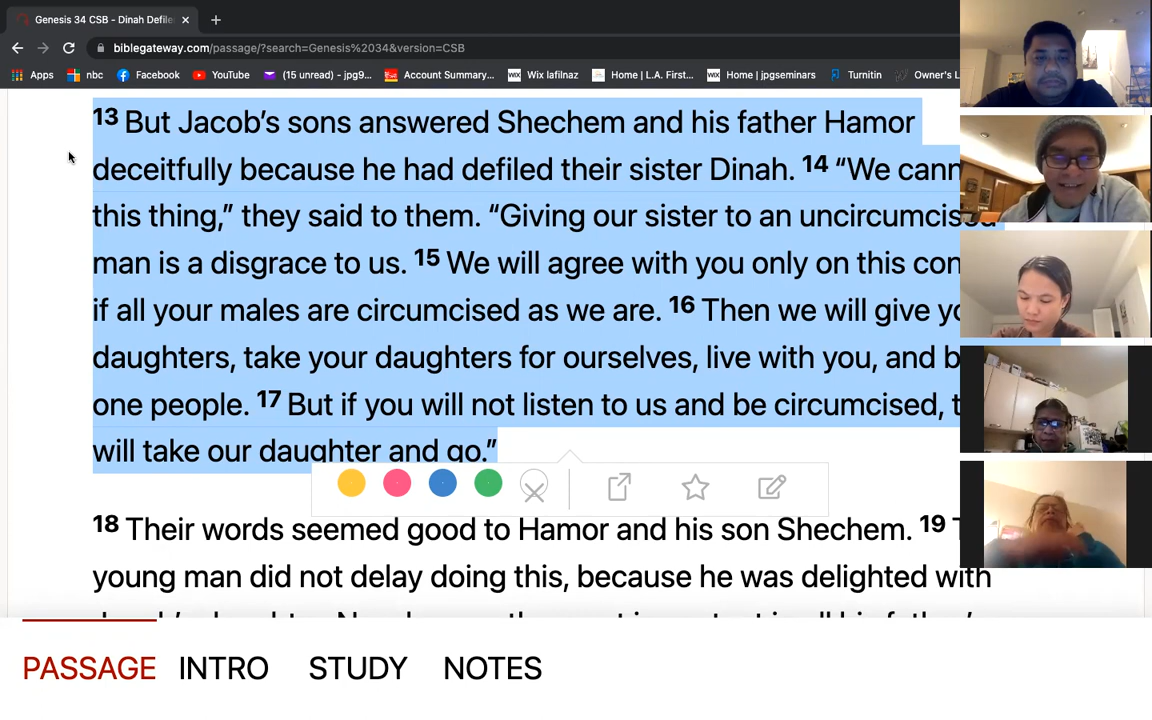 Genesis 34 CSB - Dinah Defile
biblegateway.com/passage/?search=Genesis%2034&version=CSB
Apps nbc Facebook YouTube (15 unread) - jpg9... Account Summary... Wix lafilnaz Home | L.A. First... Home | jpgseminars Turnitin Owner's L
13 But Jacob's sons answered Shechem and his father Hamor
deceitfully because he had defiled their sister Dinah. 14 “We
this thing,” they said to them. “Giving our sister to an uncircumcised
man is a disgrace to us. 15 We will agree with you only on this
if all your males are circumcised as we are. 16 Then we will give
daughters, take your daughters for ourselves, live with you, and
one people. 17 But if you will not listen to us and be circumcised,
will take our daughter and go.”
18 Their words seemed good to Hamor and his son Shechem. 19
young man did not delay doing this, because he was delighted with
PASSAGE INTRO STUDY NOTES